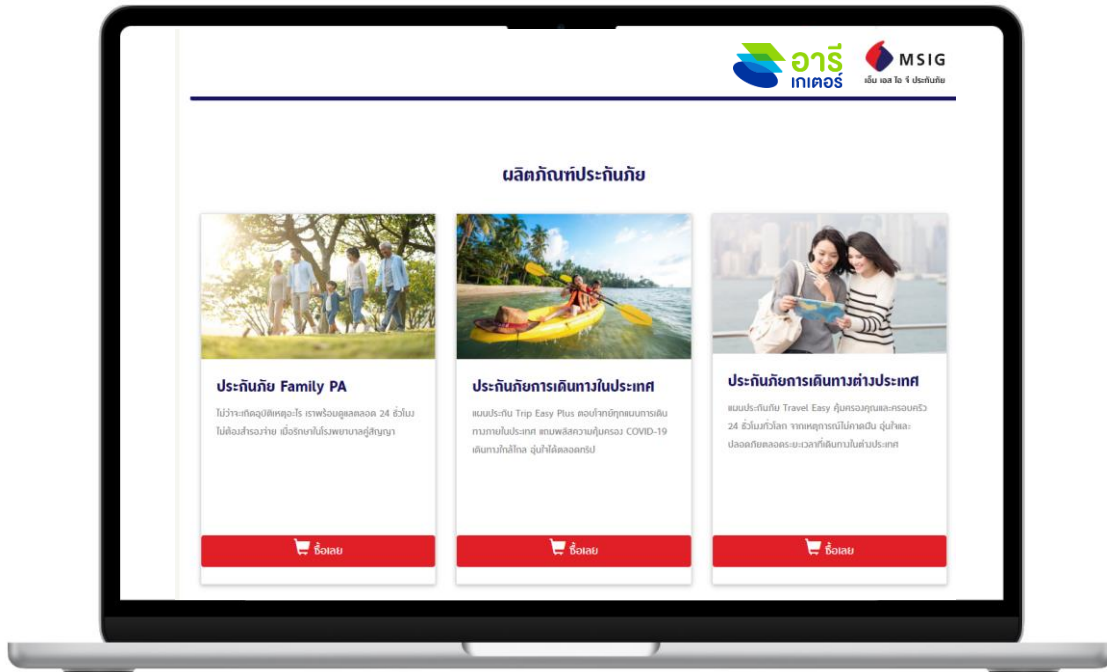 อารี
เกเตอร์
MSIG
เอ็ม เอส ไอ จี ประกันภัย
ผลิตภัณฑ์ประกันภัย
ประกันภัย Family PA
ไม่ว่าจะเกิดอุบัติเหตุอะไร เราพร้อมดูแลตลอด 24 ชั่วโมง
ไม่ต้องสำรองจ่าย เมื่อรักษาในโรงพยาบาลคู่สัญญา
ซื้อเลย
ประกันภัยการเดินทางในประเทศ
แผนประกัน Trip Easy Plus ตอบโจทย์ทุกแผนการเดิน
ทางภายในประเทศ แถมพลัสความคุ้มครอง COVID-19
เดินทางใกล้ไกล อุ่นใจได้ตลอดทริป
ซื้อเลย
ประกันภัยการเดินทางต่างประเทศ
แผนประกันภัย Travel Easy คุ้มครองคุณและครอบครัว
24 ชั่วโมงทั่วโลก จากเหตุการณ์ไม่คาดฝัน อุ่นใจและ
ปลอดภัยตลอดระยะเวลาที่เดินทางในต่างประเทศ
ซื้อเลย